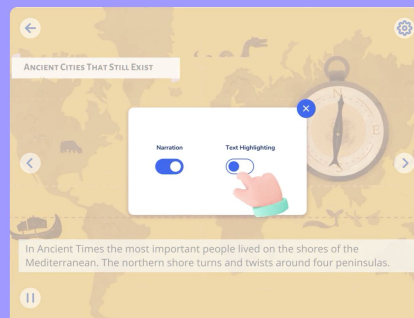 Ancient Cities That Still Exist
Narration
Text Highlighting
N
E
In Ancient Times the most important people lived on the shores of the
Mediterranean. The northern shore turns and twists around four peninsulas.